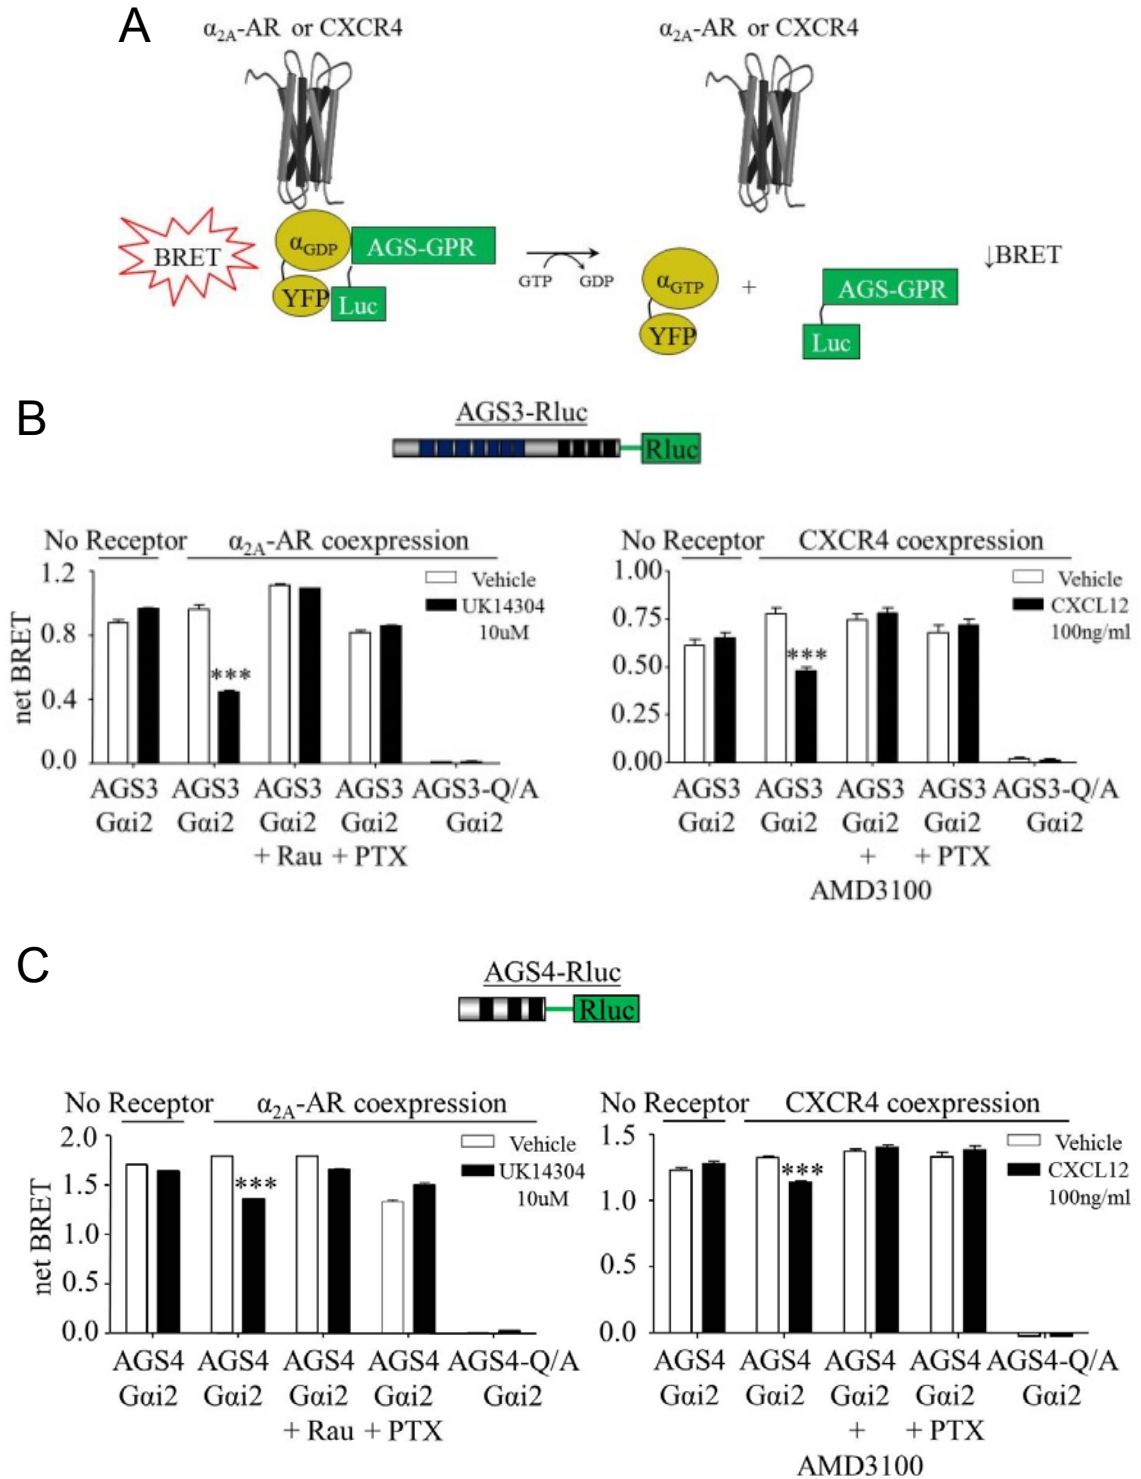 A
α2A-AR or CXCR4
α2A-AR or CXCR4
BRET
αGDP
AGS-GPR
YFP
Luc
GTP
GDP
αGTP
YFP
+
AGS-GPR
Luc
↓BRET
B
AGS3-Rluc
Rluc
No Receptor
α2A-AR coexpression
Vehicle
UK14304
10uM
net BRET
1.2
0.8
0.4
0.0
***
AGS3 AGS3 AGS3 AGS3 AGS3-Q/A
Gαi2 Gαi2 Gαi2 Gαi2 Gαi2
+ Rau + PTX
No Receptor
CXCR4 coexpression
Vehicle
CXCL12
100ng/ml
1.00
0.75
0.50
0.25
0.00
***
AGS3 AGS3 AGS3 AGS3 AGS3-Q/A
Gαi2 Gαi2 Gαi2 Gαi2 Gαi2
+ + PTX
AMD3100
C
AGS4-Rluc
Rluc
No Receptor
α2A-AR coexpression
Vehicle
UK14304
10uM
net BRET
2.0
1.5
1.0
0.5
0.0
***
AGS4 AGS4 AGS4 AGS4 AGS4-Q/A
Gαi2 Gαi2 Gαi2 Gαi2 Gαi2
+ Rau + PTX
No Receptor
CXCR4 coexpression
Vehicle
CXCL12
100ng/ml
1.5
1.0
0.5
0.0
***
AGS4 AGS4 AGS4 AGS4 AGS4-Q/A
Gαi2 Gαi2 Gαi2 Gαi2 Gαi2
+ + PTX
AMD3100